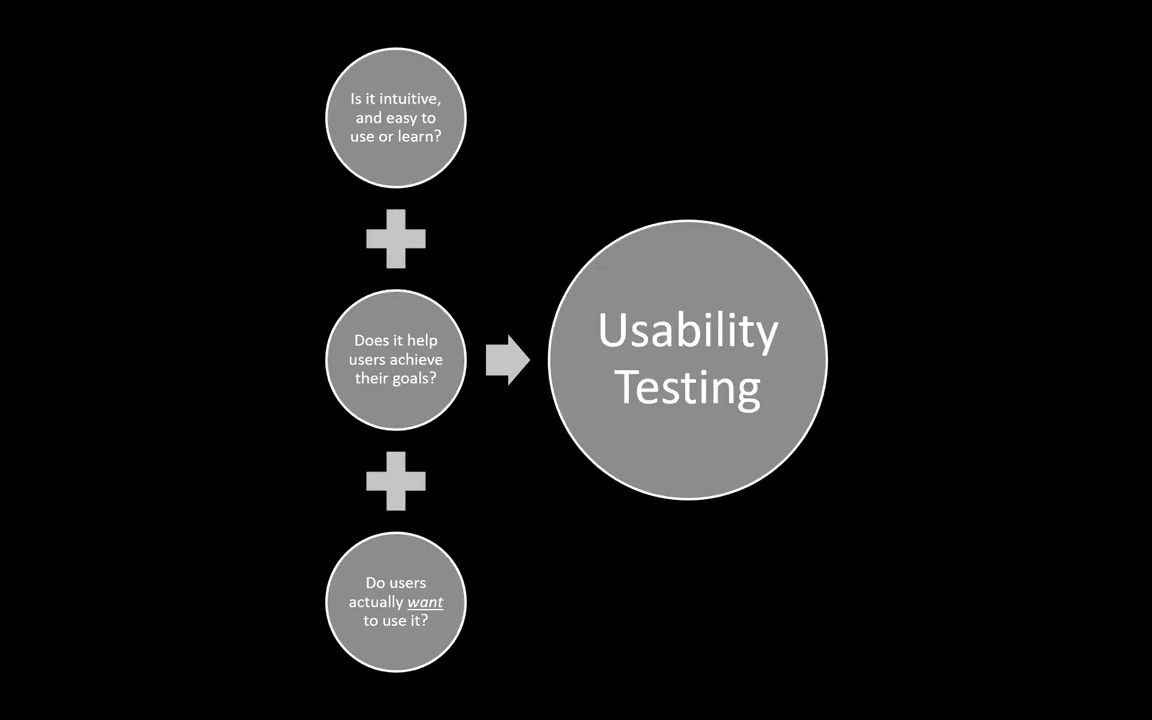 Is it intuitive,
and easy to
use or learn?
Does it help
users achieve
their goals?
Do users
actually want
to use it?
Usability
Testing